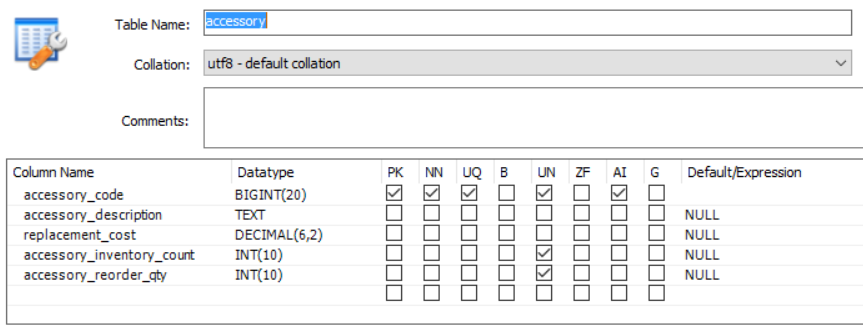 Table Name: accessory
Collation: utf8 - default collation
Comments:
Column Name Datatype PK NN UQ B UN ZF AI G Default/Expression
accessory_code BIGINT(20)
accessory_description TEXT NULL
replacement_cost DECIMAL(6,2) NULL
accessory_inventory_count INT(10) NULL
accessory_reorder_qty INT(10) NULL